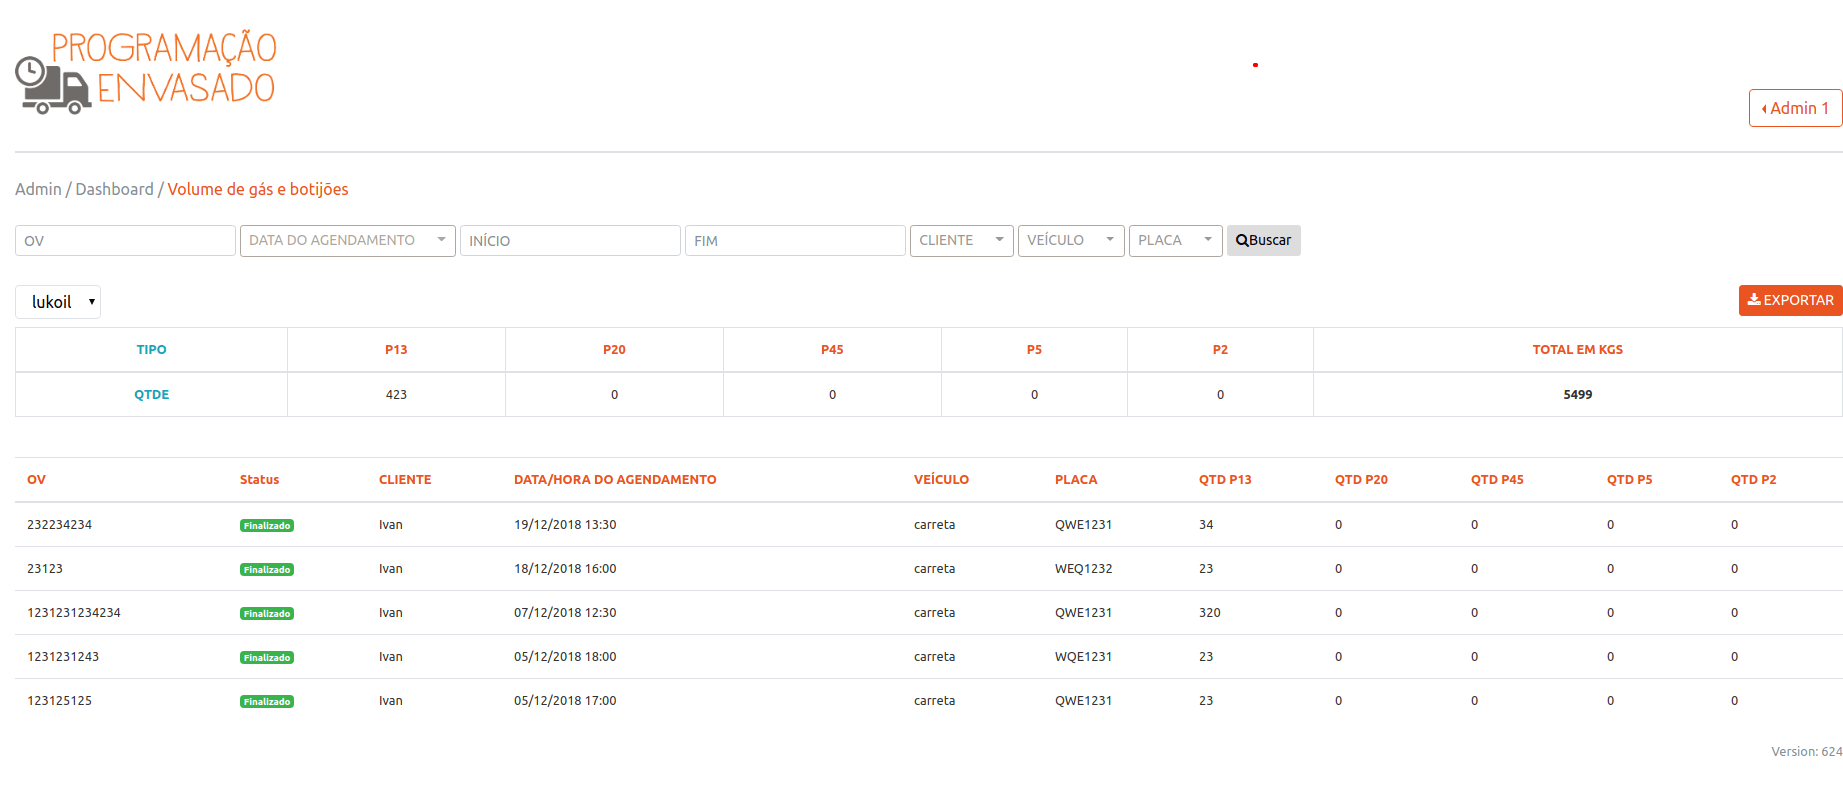 PROGRAMAÇÃO
ENVASADO
Admin 1
Admin / Dashboard / Volume de gás e botijões
OV DATA DO AGENDAMENTO INÍCIO FIM CLIENTE VEÍCULO PLACA Buscar
lukoil EXPORTAR
TIPO P13 P20 P45 P5 P2 TOTAL EM KGS
QTDE 423 0 0 0 0 5499
OV Status CLIENTE DATA/HORA DO AGENDAMENTO VEÍCULO PLACA QTD P13 QTD P20 QTD P45 QTD P5 QTD P2
232234234 Finalizado Ivan 19/12/2018 13:30 carreta QWE1231 34 0 0 0 0
23123 Finalizado Ivan 18/12/2018 16:00 carreta WEQ1232 23 0 0 0 0
1231231234234 Finalizado Ivan 07/12/2018 12:30 carreta QWE1231 320 0 0 0 0
1231231243 Finalizado Ivan 05/12/2018 18:00 carreta WQE1231 23 0 0 0 0
123125125 Finalizado Ivan 05/12/2018 17:00 carreta QWE1231 23 0 0 0 0
Version: 624